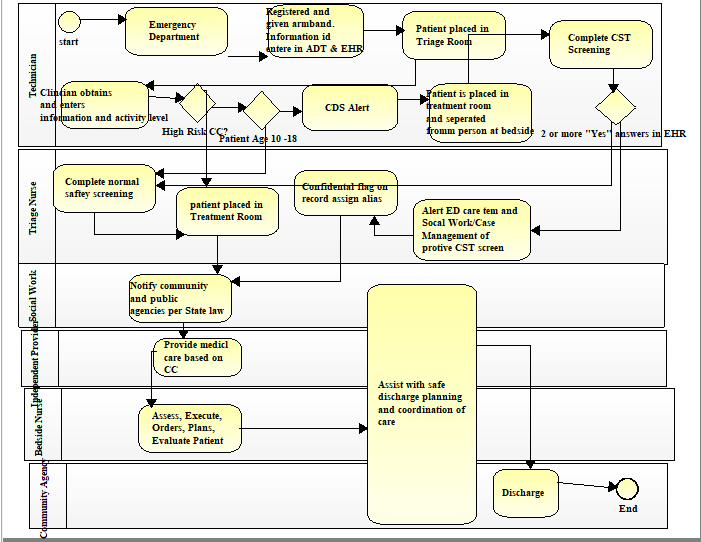 start
Emergency
Department
Registered and
given armband.
Information id
entere in ADT & EHR
Patient placed in
Triage Room
Complete CST
Screening
Technician
Clincian obtains
and enters
information and activity level
High Risk CC?
Patient Age 10 -18
CDS Alert
Patient is placed in
treatment room
and seperated
fromm person at bedside
2 or more "Yes" answers in EHR
Triage Nurse
Complete normal
saftey screening
patient placed in
Treatment Room
Confidential flag on
record assign alias
Alert ED care tem and
Socal Work/Case
Management of
protive CST screen
Social Work
Notify community
and public
agencies per State law
Independent Provider
Provide medicl
care based on
CC
Assist with safe
discharge planning
and coordination of
care
Bedside Nurse
Assess, Execute,
Orders, Plans,
Evaluate Patient
Community Agency
Discharge
End